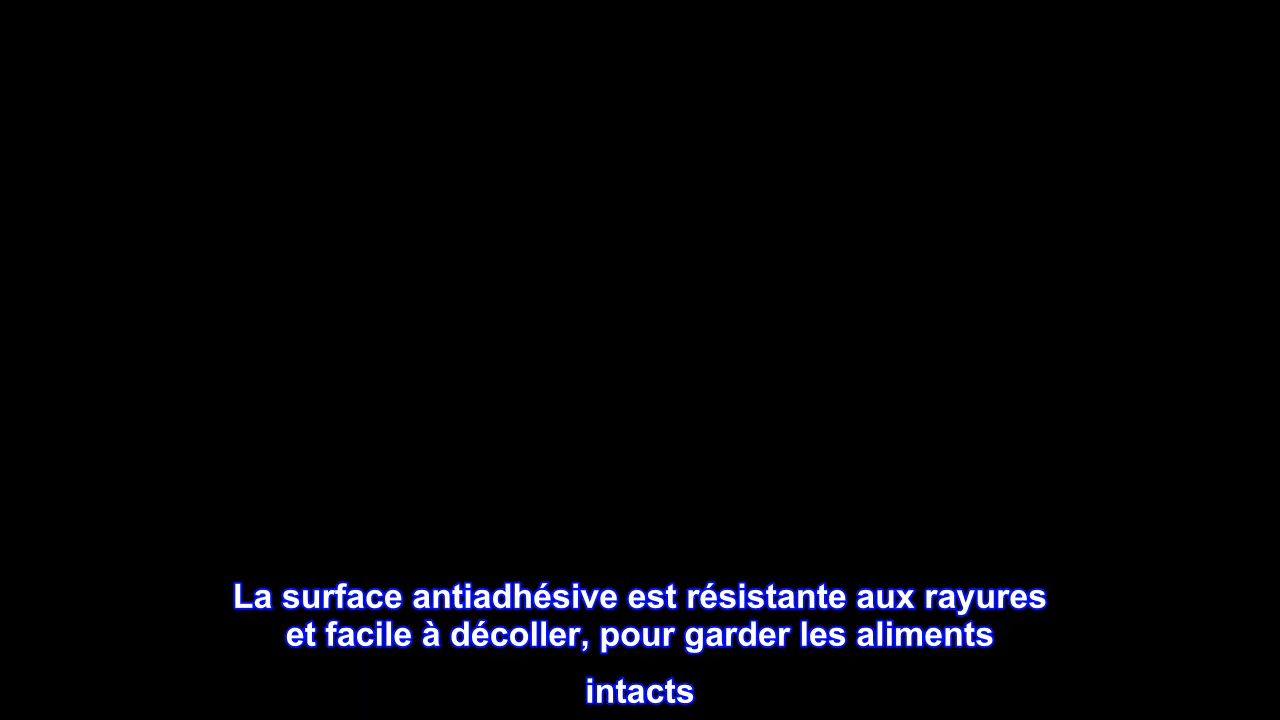 La surface antiadhésive est résistante aux rayures
et facile à décoller, pour garder les aliments
intacts